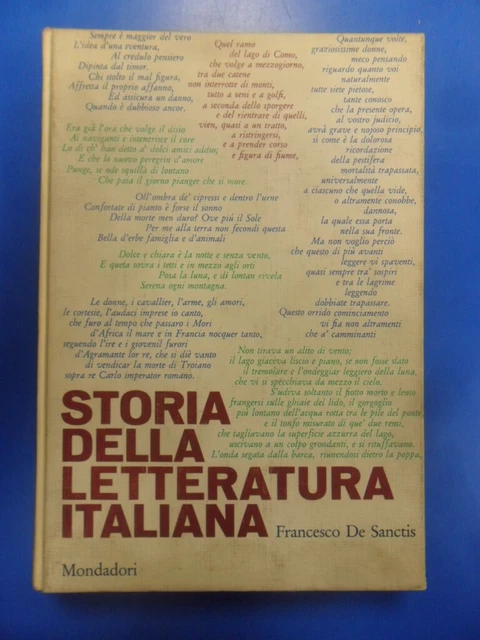 Sempre è maggior del vero
L'idea d'una sventura,
Al credulo pensiero
Dipinta dal timor.
Chi stolto il mal figura,
Affretta il proprio affanno,
Ed assicura un danno,
Quando è dubbioso ancor.
Era già l'ora che volge il disio
Ai naviganti e intenerisce il core
Lo dì ch' han detto a' dolci amici addio;
E che lo nuovo peregrin d'amore
Punge, se ode squilla di lontano
Che paia il giorno pianger che si more.
All'ombra de' cipressi e dentro l'urne
Confortate di pianto è forse il sonno
Della morte men duro? Ove piú il Sole
Per me alla terra non fecondi questa
Bella d'erbe famiglia e d'animali
Dolce e chiara è la notte e senza vento,
E queta sovra i tetti e in mezzo agli orti
Posa la luna, e di lontan rivela
Serena ogni montagna.
Le donne, i cavallier, l'arme, gli amori,
le cortesie, l'audaci imprese io canto,
che furo al tempo che passaro i Mori
d'Africa il mare e in Francia nocquer tanto,
seguendo l'ire e i giovenil furori
d'Agramante lor re, che si diè vanto
di vendicar la morte di Troiano
sopra re Carlo imperator romano.
Quel ramo
del lago di Como,
che volge a mezzogiorno,
tra due catene
non interrotte di monti,
tutto a seni e a golfi,
a seconda dello sporgere
e del rientrare di quelli,
vien, quasi a un tratto,
a ristringersi,
e a prender corso
e figura di fiume,
Quantunque volte,
graziosissime donne,
meco pensando
riguardo quanto voi
naturalmente
tutte siete pietose,
tante conosco
che la presente opera,
al vostro judicio,
avrà grave e nojoso principio,
sí come è la dolorosa
ricordazione
della pestifera
mortalità trapassata,
universalmente
a ciascuno che quella vide,
o altramente conobbe,
dannosa,
la quale essa porta
nella sua fronte.
Ma non voglio perciò
che questo di piú avanti
leggere vi spaventi,
quasi sempre tra' sospiri
e tra le lagrime
leggendo
dobbiate trapassare.
Questo orrido cominciamento
vi fia non altramenti
che a' camminanti
Non tirava un alito di vento;
il lago giaceva liscio e piano, se non fosse stato
il tremolare e l'ondeggiar leggiero della luna,
che vi si specchiava da mezzo il cielo.
S'udiva soltanto il fiotto morto e lento
frangersi sulle ghiaie del lido, il gorgoglio
piú lontano dell'acqua rotta tra le pile del ponte,
e il tonfo misurato di que' due remi,
che tagliavano la superficie azzurra del lago,
uscivano a un colpo grondanti, e si rituffavano.
L'onda segata dalla barca, riunendosi dietro la poppa,
STORIA
DELLA
LETTERATURA
ITALIANA
Francesco De Sanctis
Mondadori